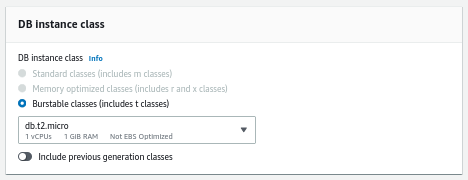 DB instance class
DB instance class Info
Standard classes (includes m classes)
Memory optimized classes (includes r and x classes)
Burstable classes (includes t classes)
db.t2.micro
1 vCPUs 1 GiB RAM Not EBS Optimized
Include previous generation classes